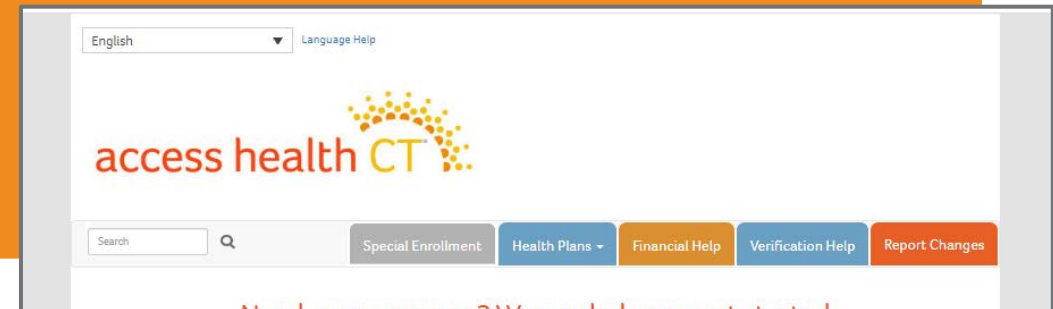 English Language Help
access health CT
Search Special Enrollment Health Plans Financial Help Verification Help Report Changes